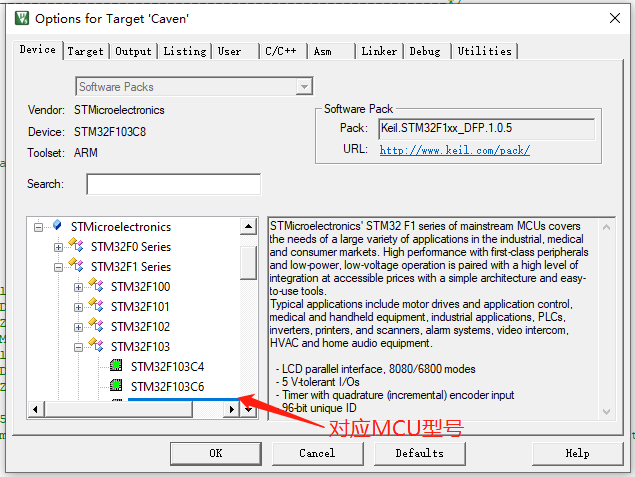 Options for Target 'Caven'
Device Target Output Listing User C/C++ Asm Linker Debug Utilities
Software Packs
Vendor: STMicroelectronics
Device: STM32F103C8
Toolset: ARM
Search:
Software Pack
Pack: Keil.STM32F1xx_DFP.1.0.5
URL: http://www.keil.com/pack/
STMicroelectronics
STM32F0 Series
STM32F1 Series
STM32F100
STM32F101
STM32F102
STM32F103
STM32F103C4
STM32F103C6
STMicroelectronics' STM32 F1 series of mainstream MCUs covers
the needs of a large variety of applications in the industrial, medical
and consumer markets. High performance with first-class peripherals
and low-power, low-voltage operation is paired with a high level of
integration at accessible prices with a simple architecture and easy-
to-use tools.
Typical applications include motor drives and application control,
medical and handheld equipment, industrial applications, PLCs,
inverters, printers, and scanners, alarm systems, video intercom,
HVAC and home audio equipment.
- LCD parallel interface, 8080/6800 modes
- 5 V-tolerant I/Os
- Timer with quadrature (incremental) encoder input
- 96-bit unique ID
对应MCU型号
OK Cancel Defaults Help